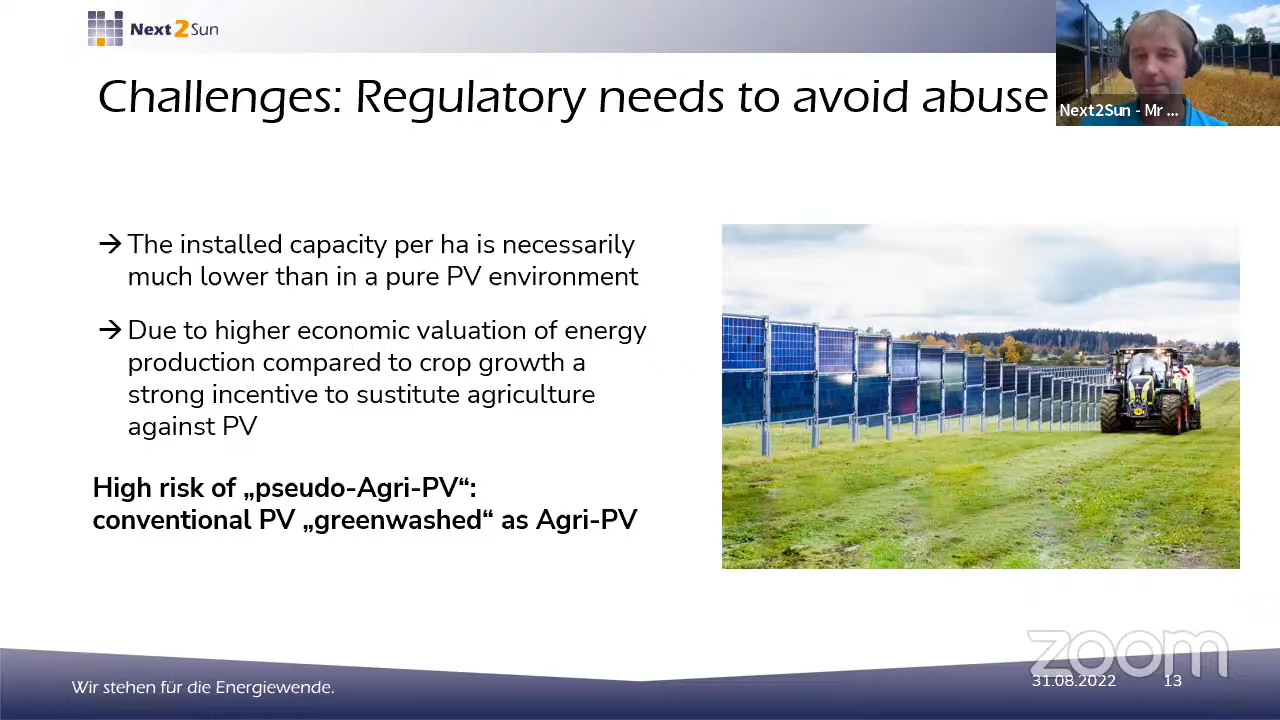 Next2Sun
Challenges: Regulatory needs to avoid abuse
Next2Sun - Mr ...
→ The installed capacity per ha is necessarily
much lower than in a pure PV environment
→ Due to higher economic valuation of energy
production compared to crop growth a
strong incentive to sustitute agriculture
against PV
High risk of „pseudo-Agri-PV“:
conventional PV „greenwashed“ as Agri-PV
zoom
Wir stehen für die Energiewende.
31.08.2022
13